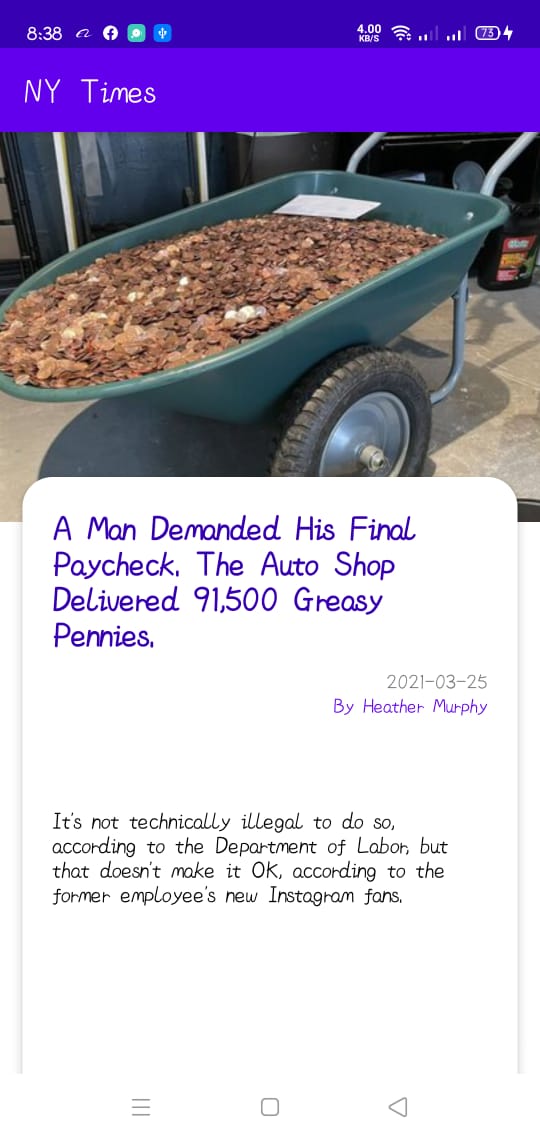 8:38
4.00
KB/S
73
NY Times
A Man Demanded His Final
Paycheck. The Auto Shop
Delivered 91,500 Greasy
Pennies.
2021-03-25
By Heather Murphy
It's not technically illegal to do so,
according to the Department of Labor, but
that doesn't make it OK, according to the
former employee's new Instagram fans.